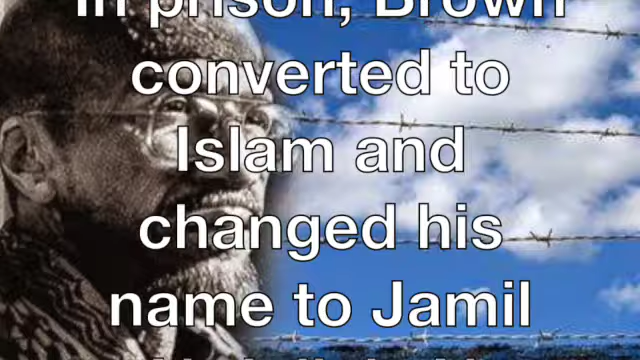 In prison, Brown
converted to
Islam and
changed his
name to Jamil